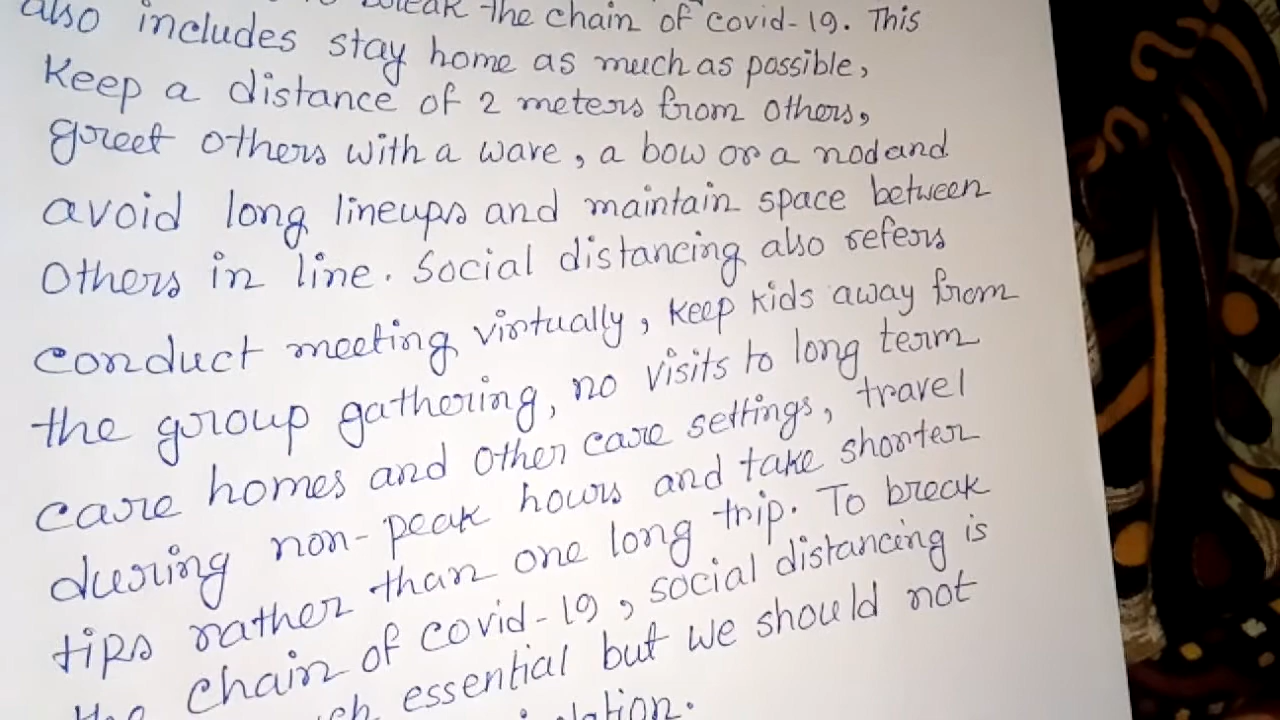 also includes stay home as much as possible,
break the chain of covid-19. This
Keep a distance of 2 meters from others,
greet others with a wave, a bow or a nod and
avoid long lineups and maintain space between
Others in line. Social distancing also refers
conduct meeting virtually, keep kids away from
the group gathering, no visits to long term
care homes and other care settings, travel
during non-peak hours and take shorter
tips rather than one long trip. To break
the chain of covid-19, social distancing is
essential but we should not